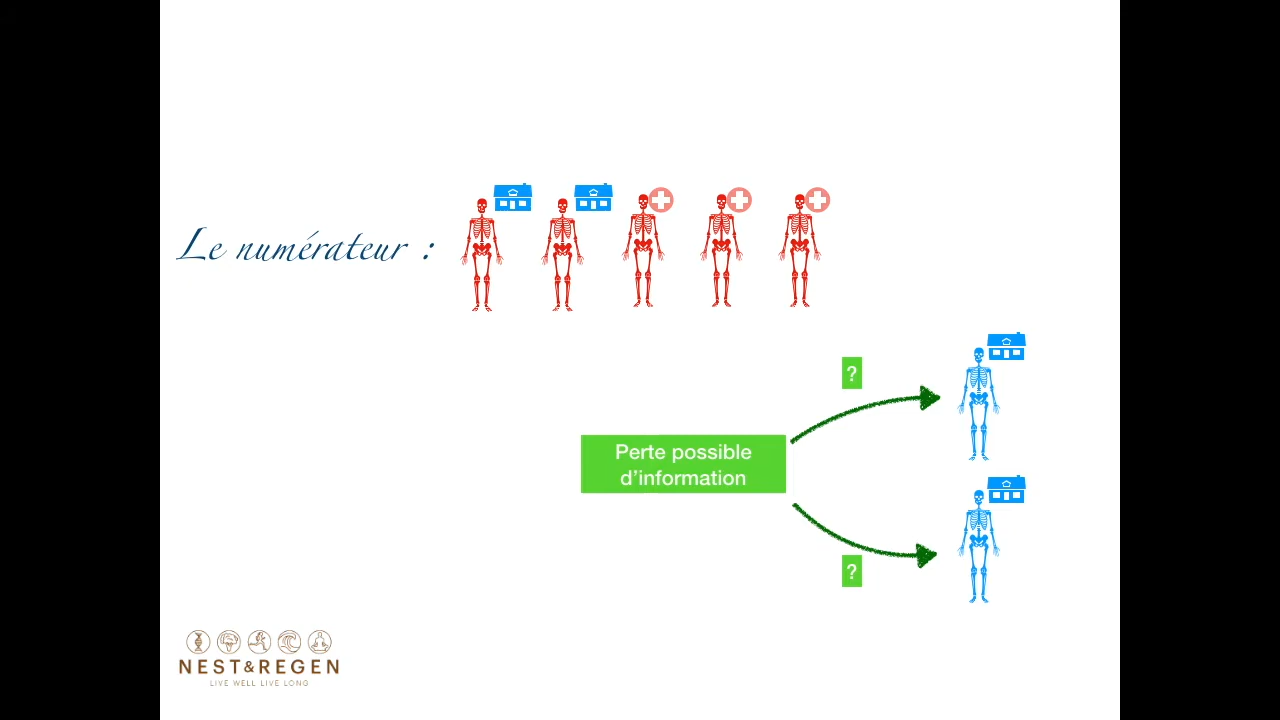 Le numérateur :
?
Perte possible
d'information
?
NEST&REGEN
LIVE WELL LIVE LONG